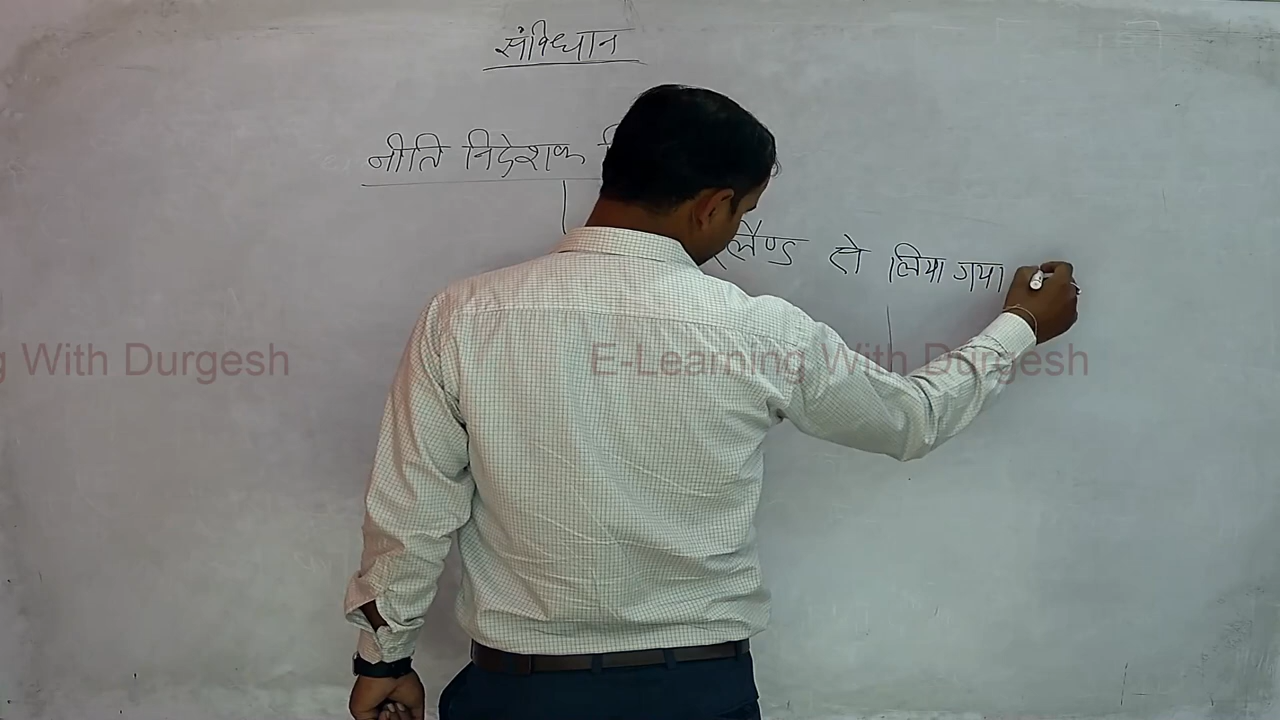 संविधान
नीति निदेशक
से लिया गया
g With Durgesh
E-Learning With Durgesh